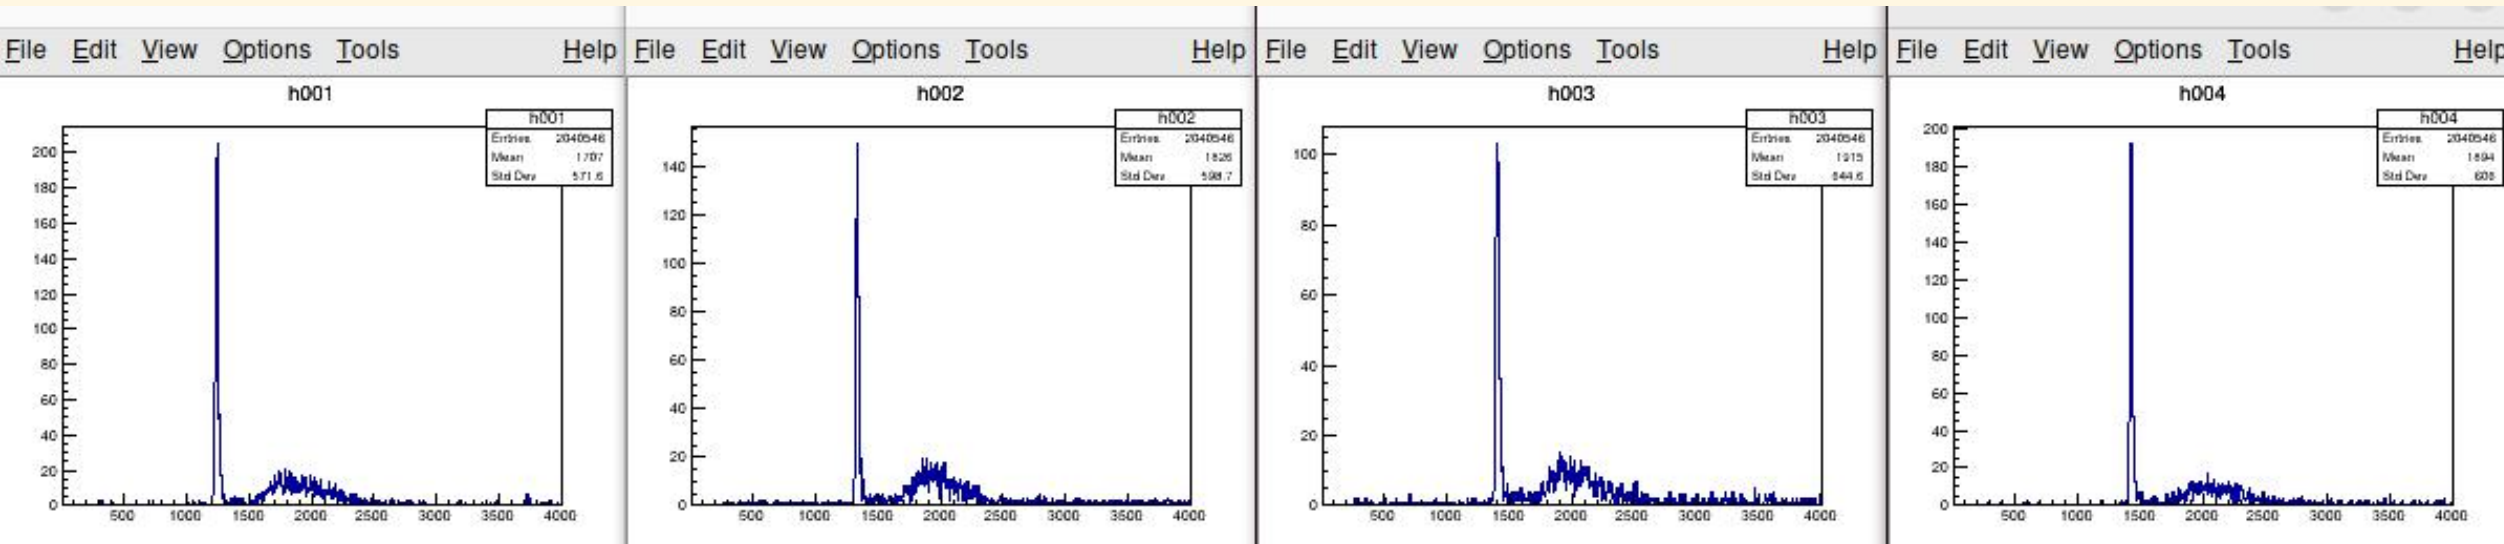 File Edit View Options Tools Help
h001
h001
Entries 2040546
Mean 1707
Std Dev 571.6
200
180
160
140
120
100
80
60
40
20
0
500 1000 1500 2000 2500 3000 3500 4000
File Edit View Options Tools Help
h002
h002
Entries 2040546
Mean 1826
Std Dev 598.7
140
120
100
80
60
40
20
0
500 1000 1500 2000 2500 3000 3500 4000
File Edit View Options Tools Help
h003
h003
Entries 2040546
Mean 1915
Std Dev 644.6
100
80
60
40
20
0
500 1000 1500 2000 2500 3000 3500 4000
File Edit View Options Tools Help
h004
h004
Entries 2040546
Mean 1894
Std Dev
200
180
160
140
120
100
80
60
40
20
0
500 1000 1500 2000 2500 3000 3500 4000